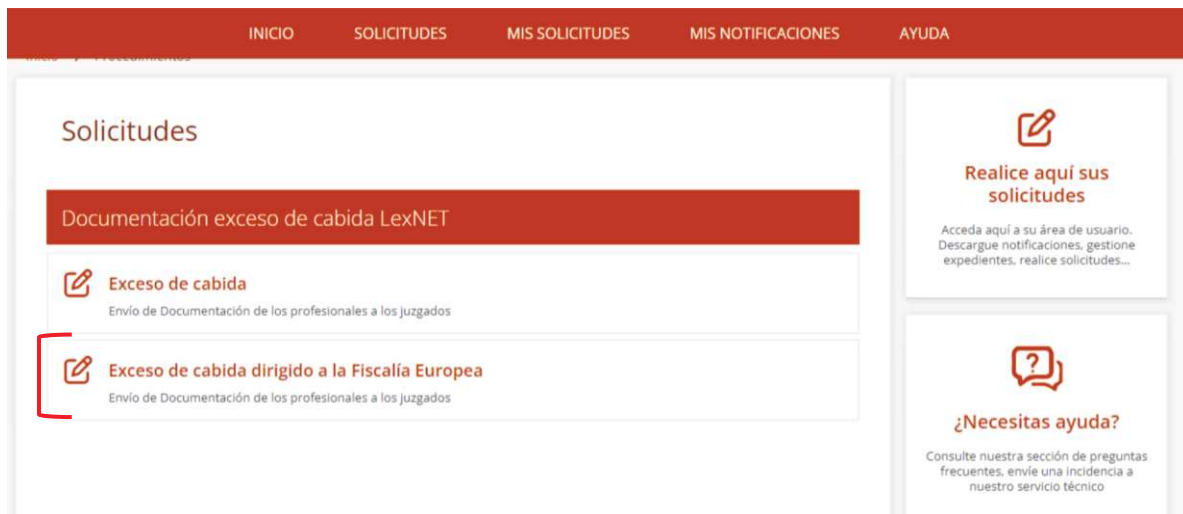 INICIO SOLICITUDES MIS SOLICITUDES MIS NOTIFICACIONES AYUDA
Inicio > Procedimientos
Solicitudes
Documentación exceso de cabida LexNET
Exceso de cabida
Envío de Documentación de los profesionales a los juzgados
Exceso de cabida dirigido a la Fiscalía Europea
Envío de Documentación de los profesionales a los juzgados
Realice aquí sus
solicitudes
Acceda aquí a su área de usuario.
Descargue notificaciones, gestione
expedientes, realice solicitudes...
¿Necesitas ayuda?
Consulte nuestra sección de preguntas
frecuentes, envíe una incidencia a
nuestro servicio técnico